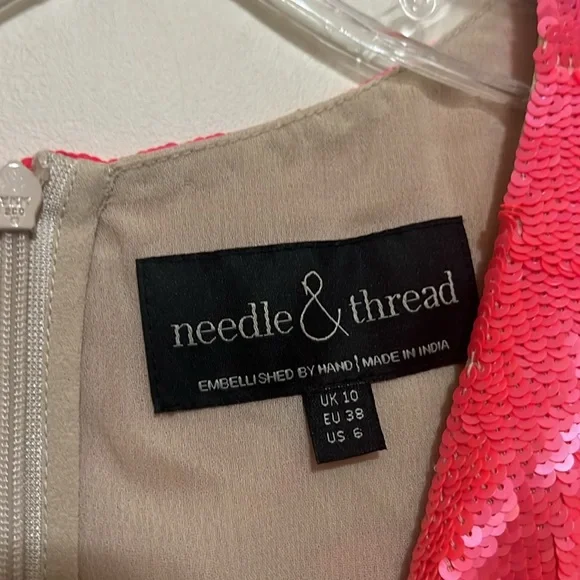 needle & thread
EMBELLISHED BY HAND | MADE IN INDIA
UK 10
EU 38
US 6